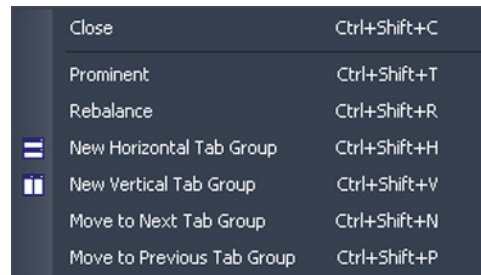 Close Ctrl+Shift+C
Prominent Ctrl+Shift+T
Rebalance Ctrl+Shift+R
New Horizontal Tab Group Ctrl+Shift+H
New Vertical Tab Group Ctrl+Shift+V
Move to Next Tab Group Ctrl+Shift+N
Move to Previous Tab Group Ctrl+Shift+P